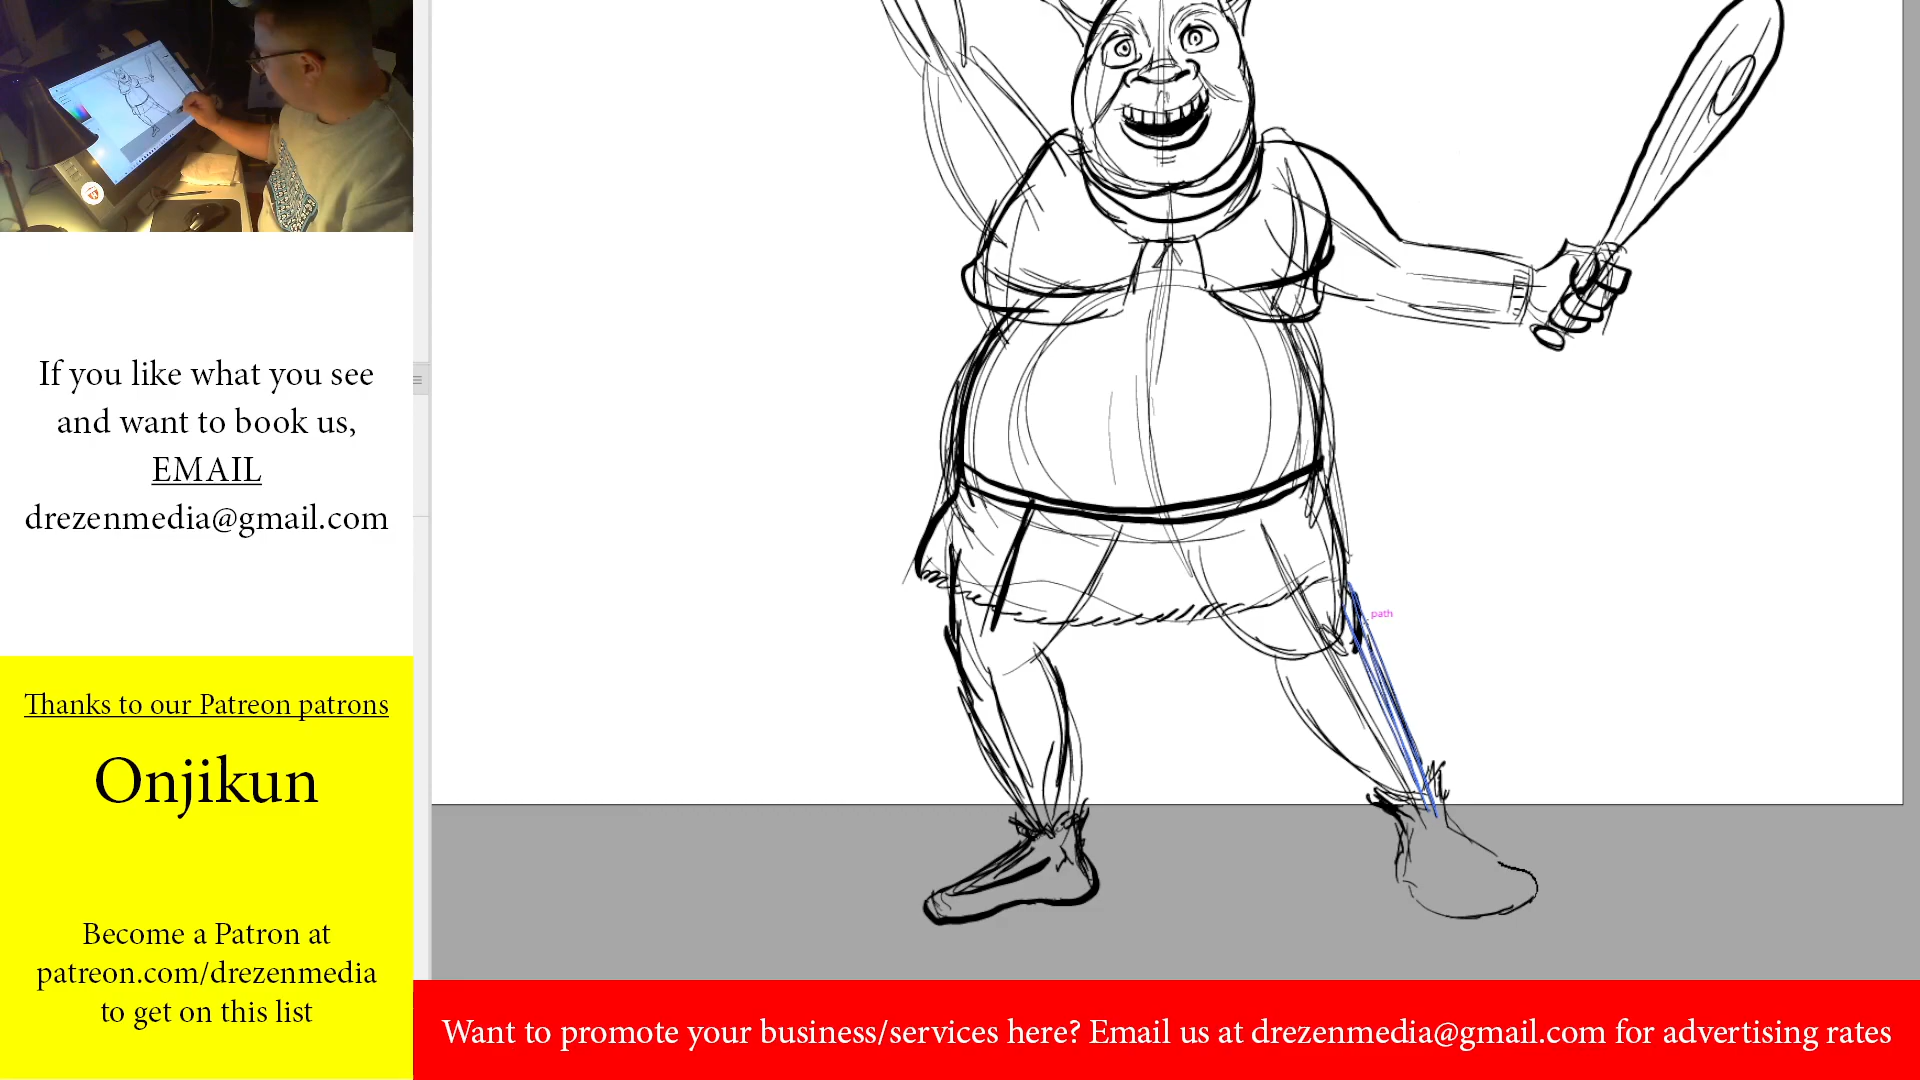 If you like what you see
and want to book us,
EMAIL
drezenmedia@gmail.com
Thanks to our Patreon patrons
Onjikun
Become a Patron at
patreon.com/drezenmedia
to get on this list
path
Want to promote your business/services here? Email us at drezenmedia@gmail.com for advertising rates